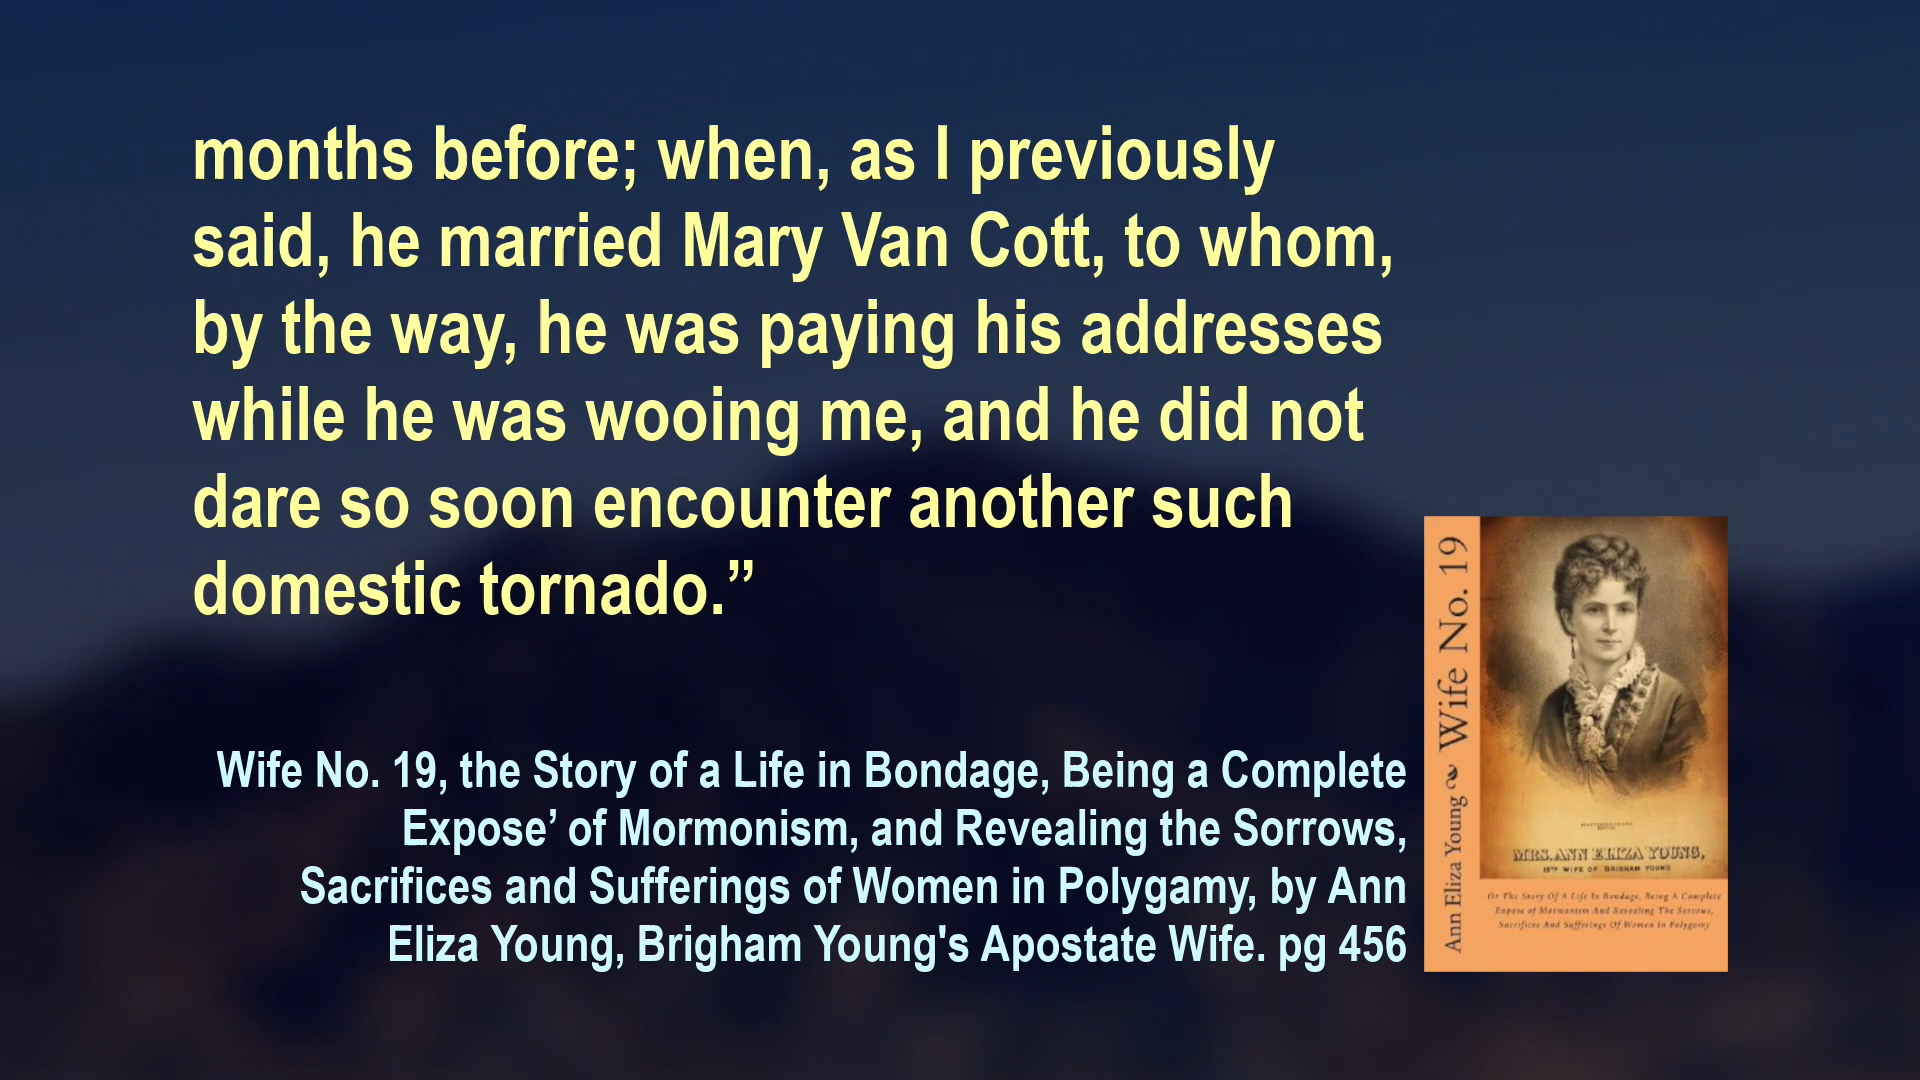 months before; when, as I previously
said, he married Mary Van Cott, to whom,
by the way, he was paying his addresses
while he was wooing me, and he did not
dare so soon encounter another such
domestic tornado.”
Wife No. 19, the Story of a Life in Bondage, Being a Complete
Expose’ of Mormonism, and Revealing the Sorrows,
Sacrifices and Sufferings of Women in Polygamy, by Ann
Eliza Young, Brigham Young's Apostate Wife. pg 456
Ann Eliza Young Wife No. 19
MRS. ANN ELIZA YOUNG,
19TH WIFE OF BRIGHAM YOUNG
Or The Story Of A Life In Bondage, Being A Complete
Expose of Mormonism And Revealing The Sorrows,
Sacrifices And Sufferings Of Women In Polygamy